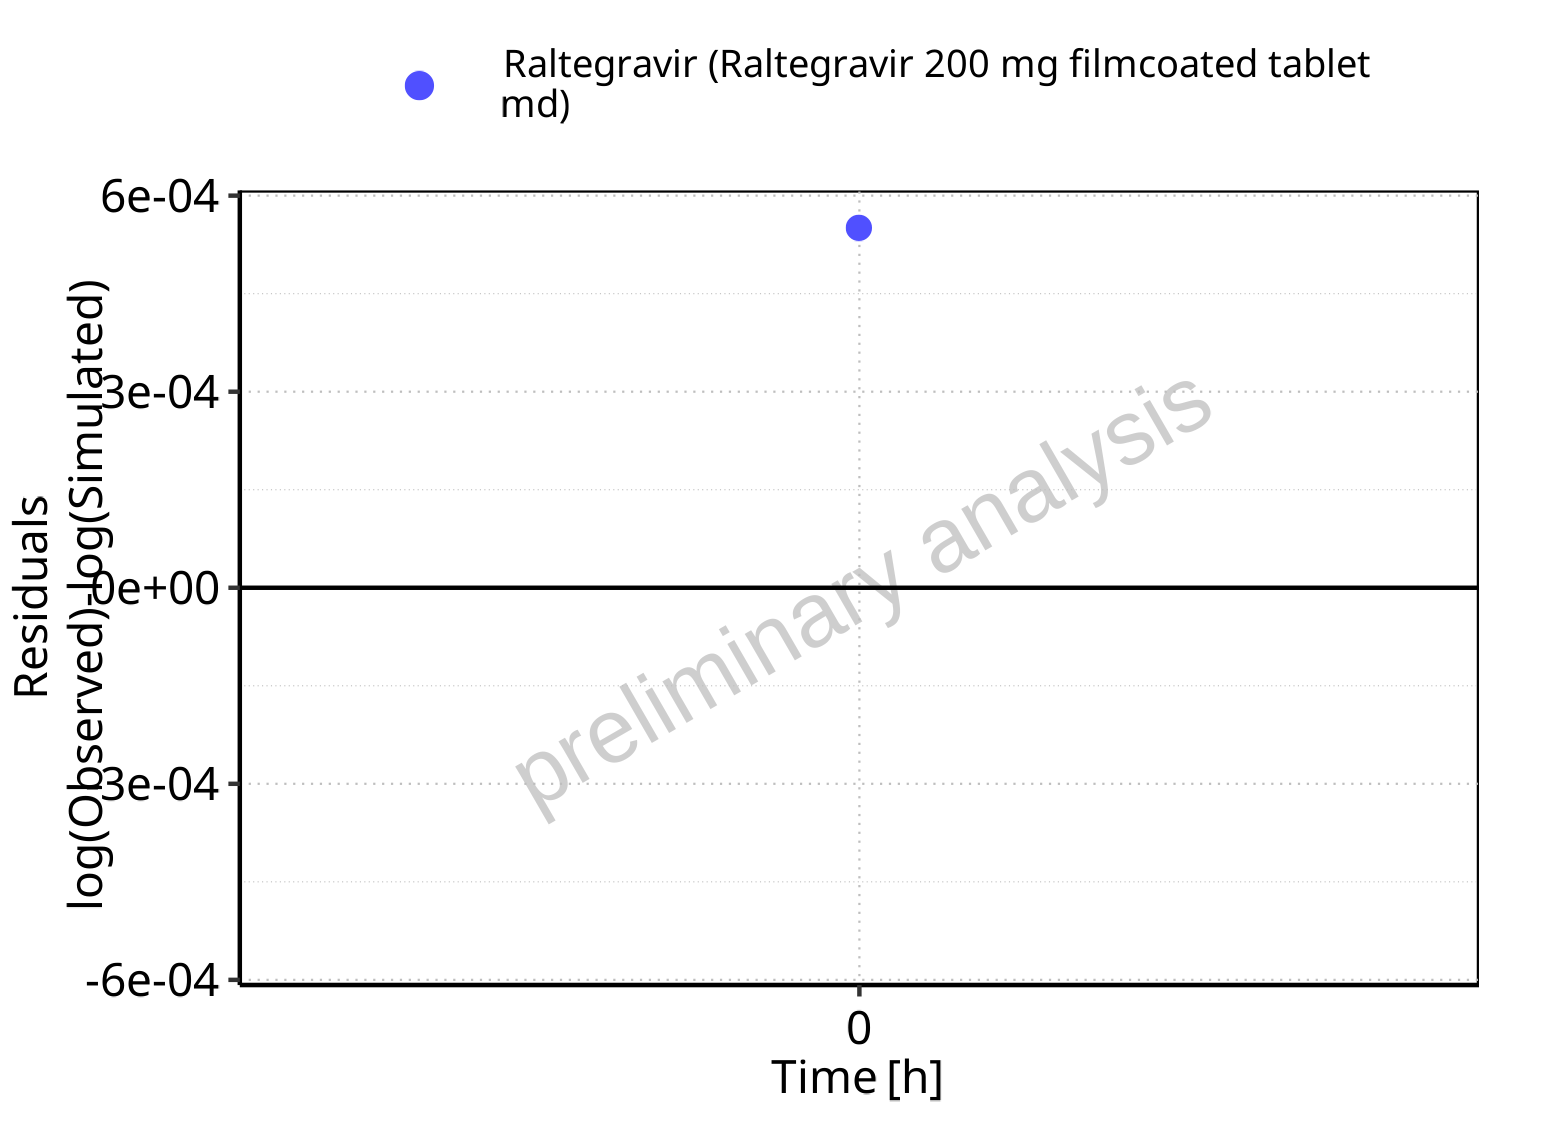 Raltegravir (Raltegravir 200 mg filmcoated tablet
md)
6e-04
3e-04
0e+00
-3e-04
-6e-04
Residuals
log(Observed)-log(Simulated)
preliminary analysis
0
Time [h]